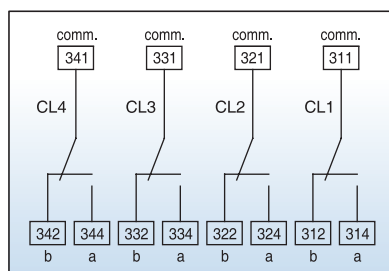 comm. comm. comm. comm.
341 331 321 311
CL4 CL3 CL2 CL1
342 344 332 334 322 324 312 314
b a b a b a b a